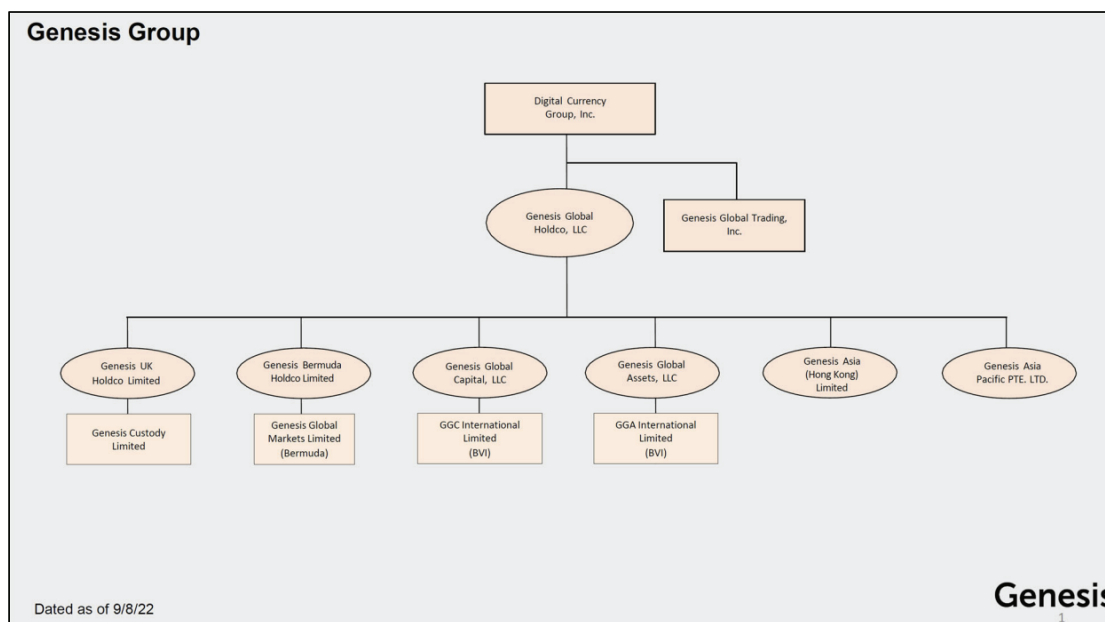 Genesis Group
Digital Currency
Group, Inc.
Genesis Global
Holdco, LLC
Genesis Global Trading,
Inc.
Genesis UK
Holdco Limited
Genesis Bermuda
Holdco Limited
Genesis Global
Capital, LLC
Genesis Global
Assets, LLC
Genesis Asia
(Hong Kong)
Limited
Genesis Asia
Pacific PTE. LTD.
Genesis Custody
Limited
Genesis Global
Markets Limited
(Bermuda)
GGC International
Limited
(BVI)
GGA International
Limited
(BVI)
Dated as of 9/8/22
Genesis
1